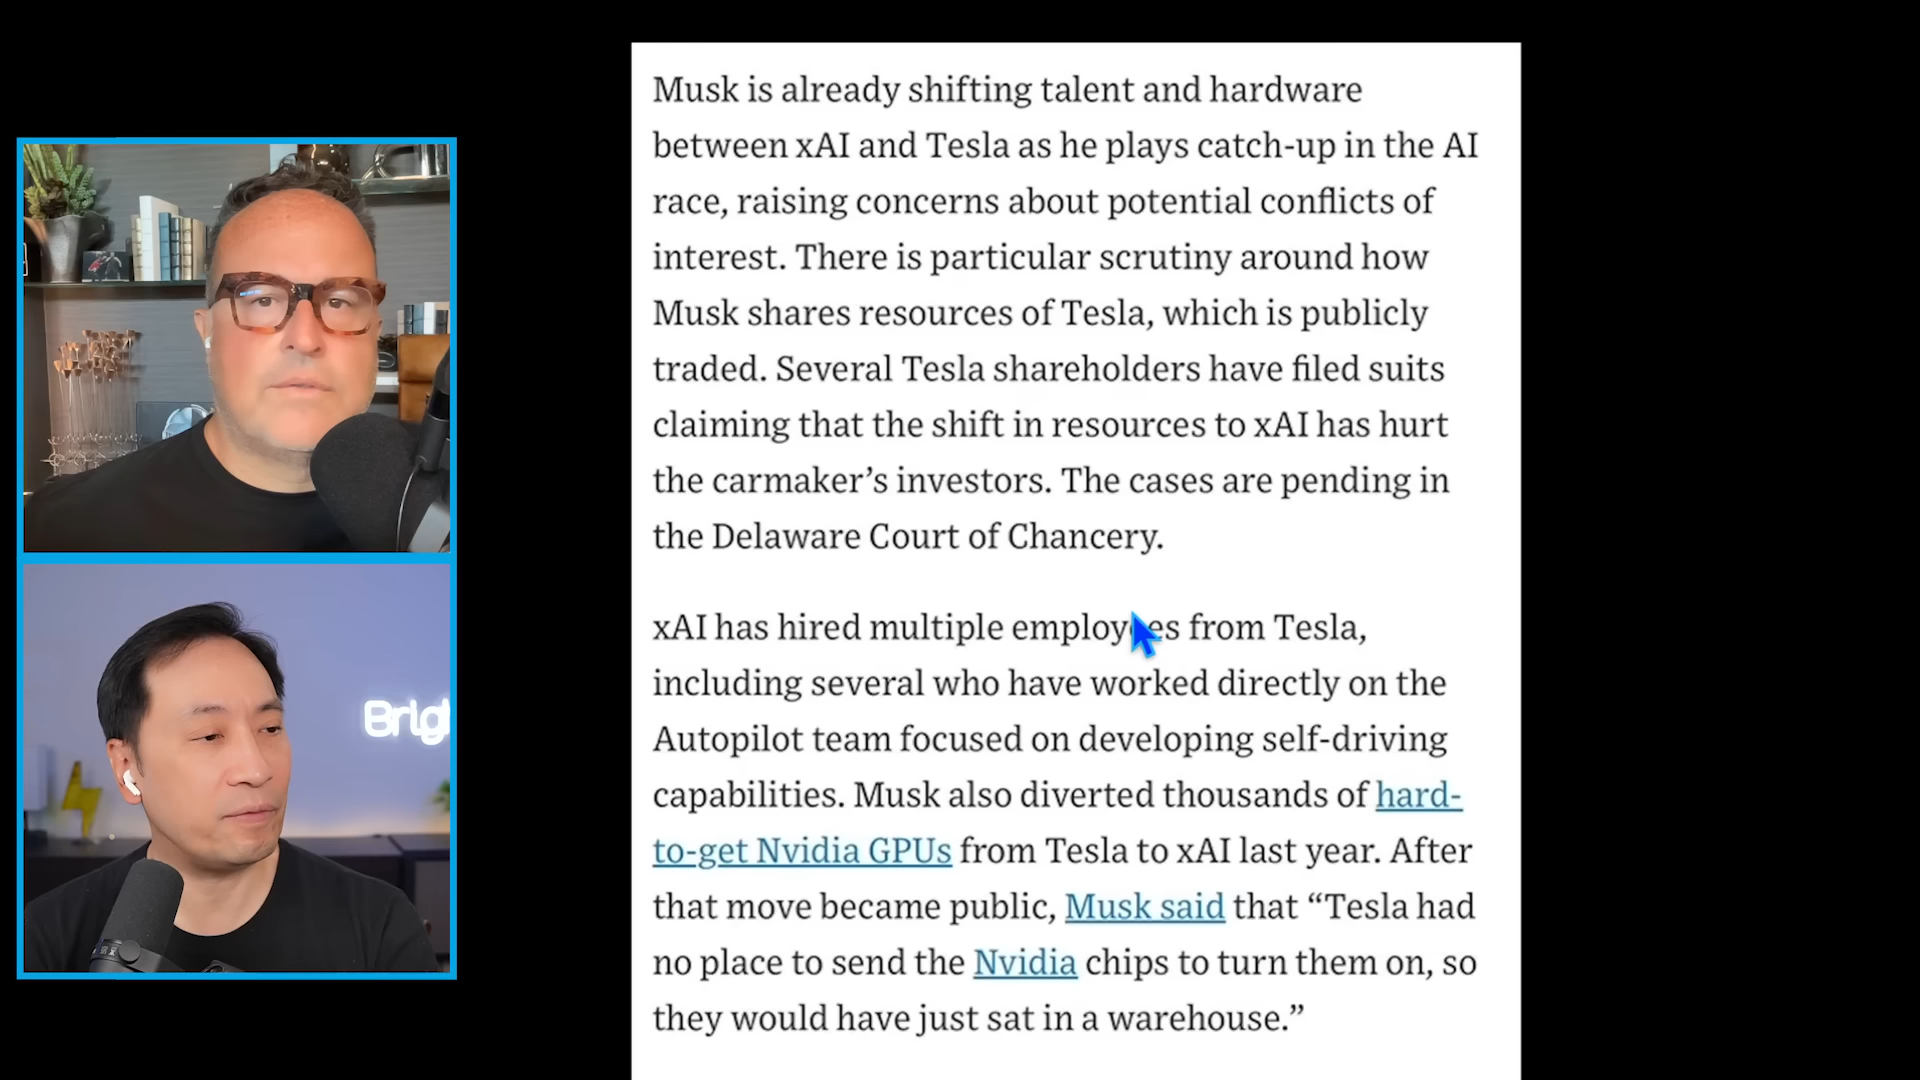 Musk is already shifting talent and hardware
between xAI and Tesla as he plays catch-up in the AI
race, raising concerns about potential conflicts of
interest. There is particular scrutiny around how
Musk shares resources of Tesla, which is publicly
traded. Several Tesla shareholders have filed suits
claiming that the shift in resources to xAI has hurt
the carmaker’s investors. The cases are pending in
the Delaware Court of Chancery.
xAI has hired multiple employees from Tesla,
including several who have worked directly on the
Autopilot team focused on developing self-driving
capabilities. Musk also diverted thousands of hard-
to-get Nvidia GPUs from Tesla to xAI last year. After
that move became public, Musk said that “Tesla had
no place to send the Nvidia chips to turn them on, so
they would have just sat in a warehouse.”
Brig